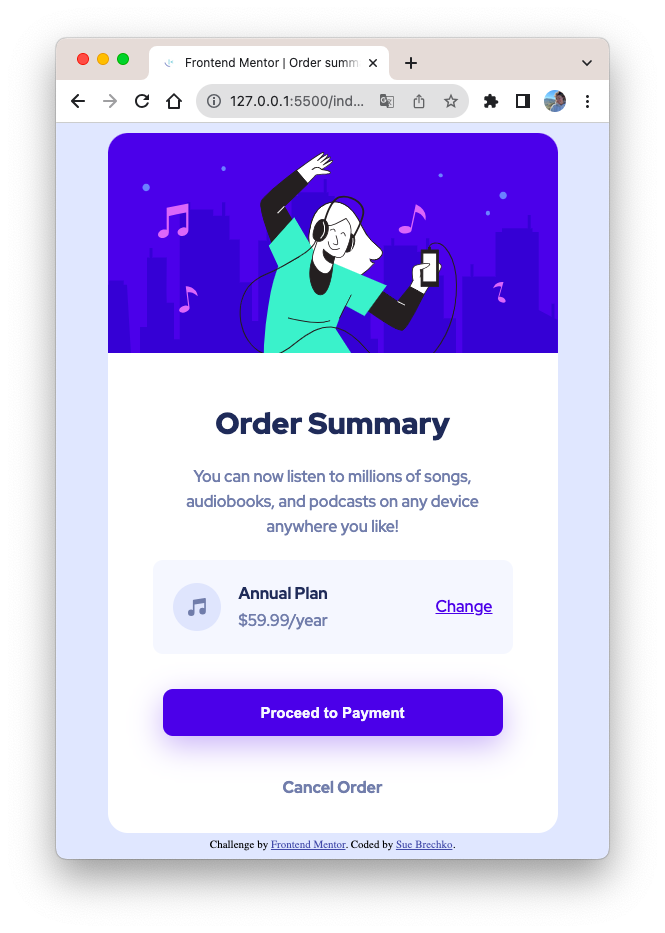 Frontend Mentor | Order summ
127.0.0.1:5500/ind...
Order Summary
You can now listen to millions of songs,
audiobooks, and podcasts on any device
anywhere you like!
Annual Plan
$59.99/year
Change
Proceed to Payment
Cancel Order
Challenge by Frontend Mentor. Coded by Sue Brechko.